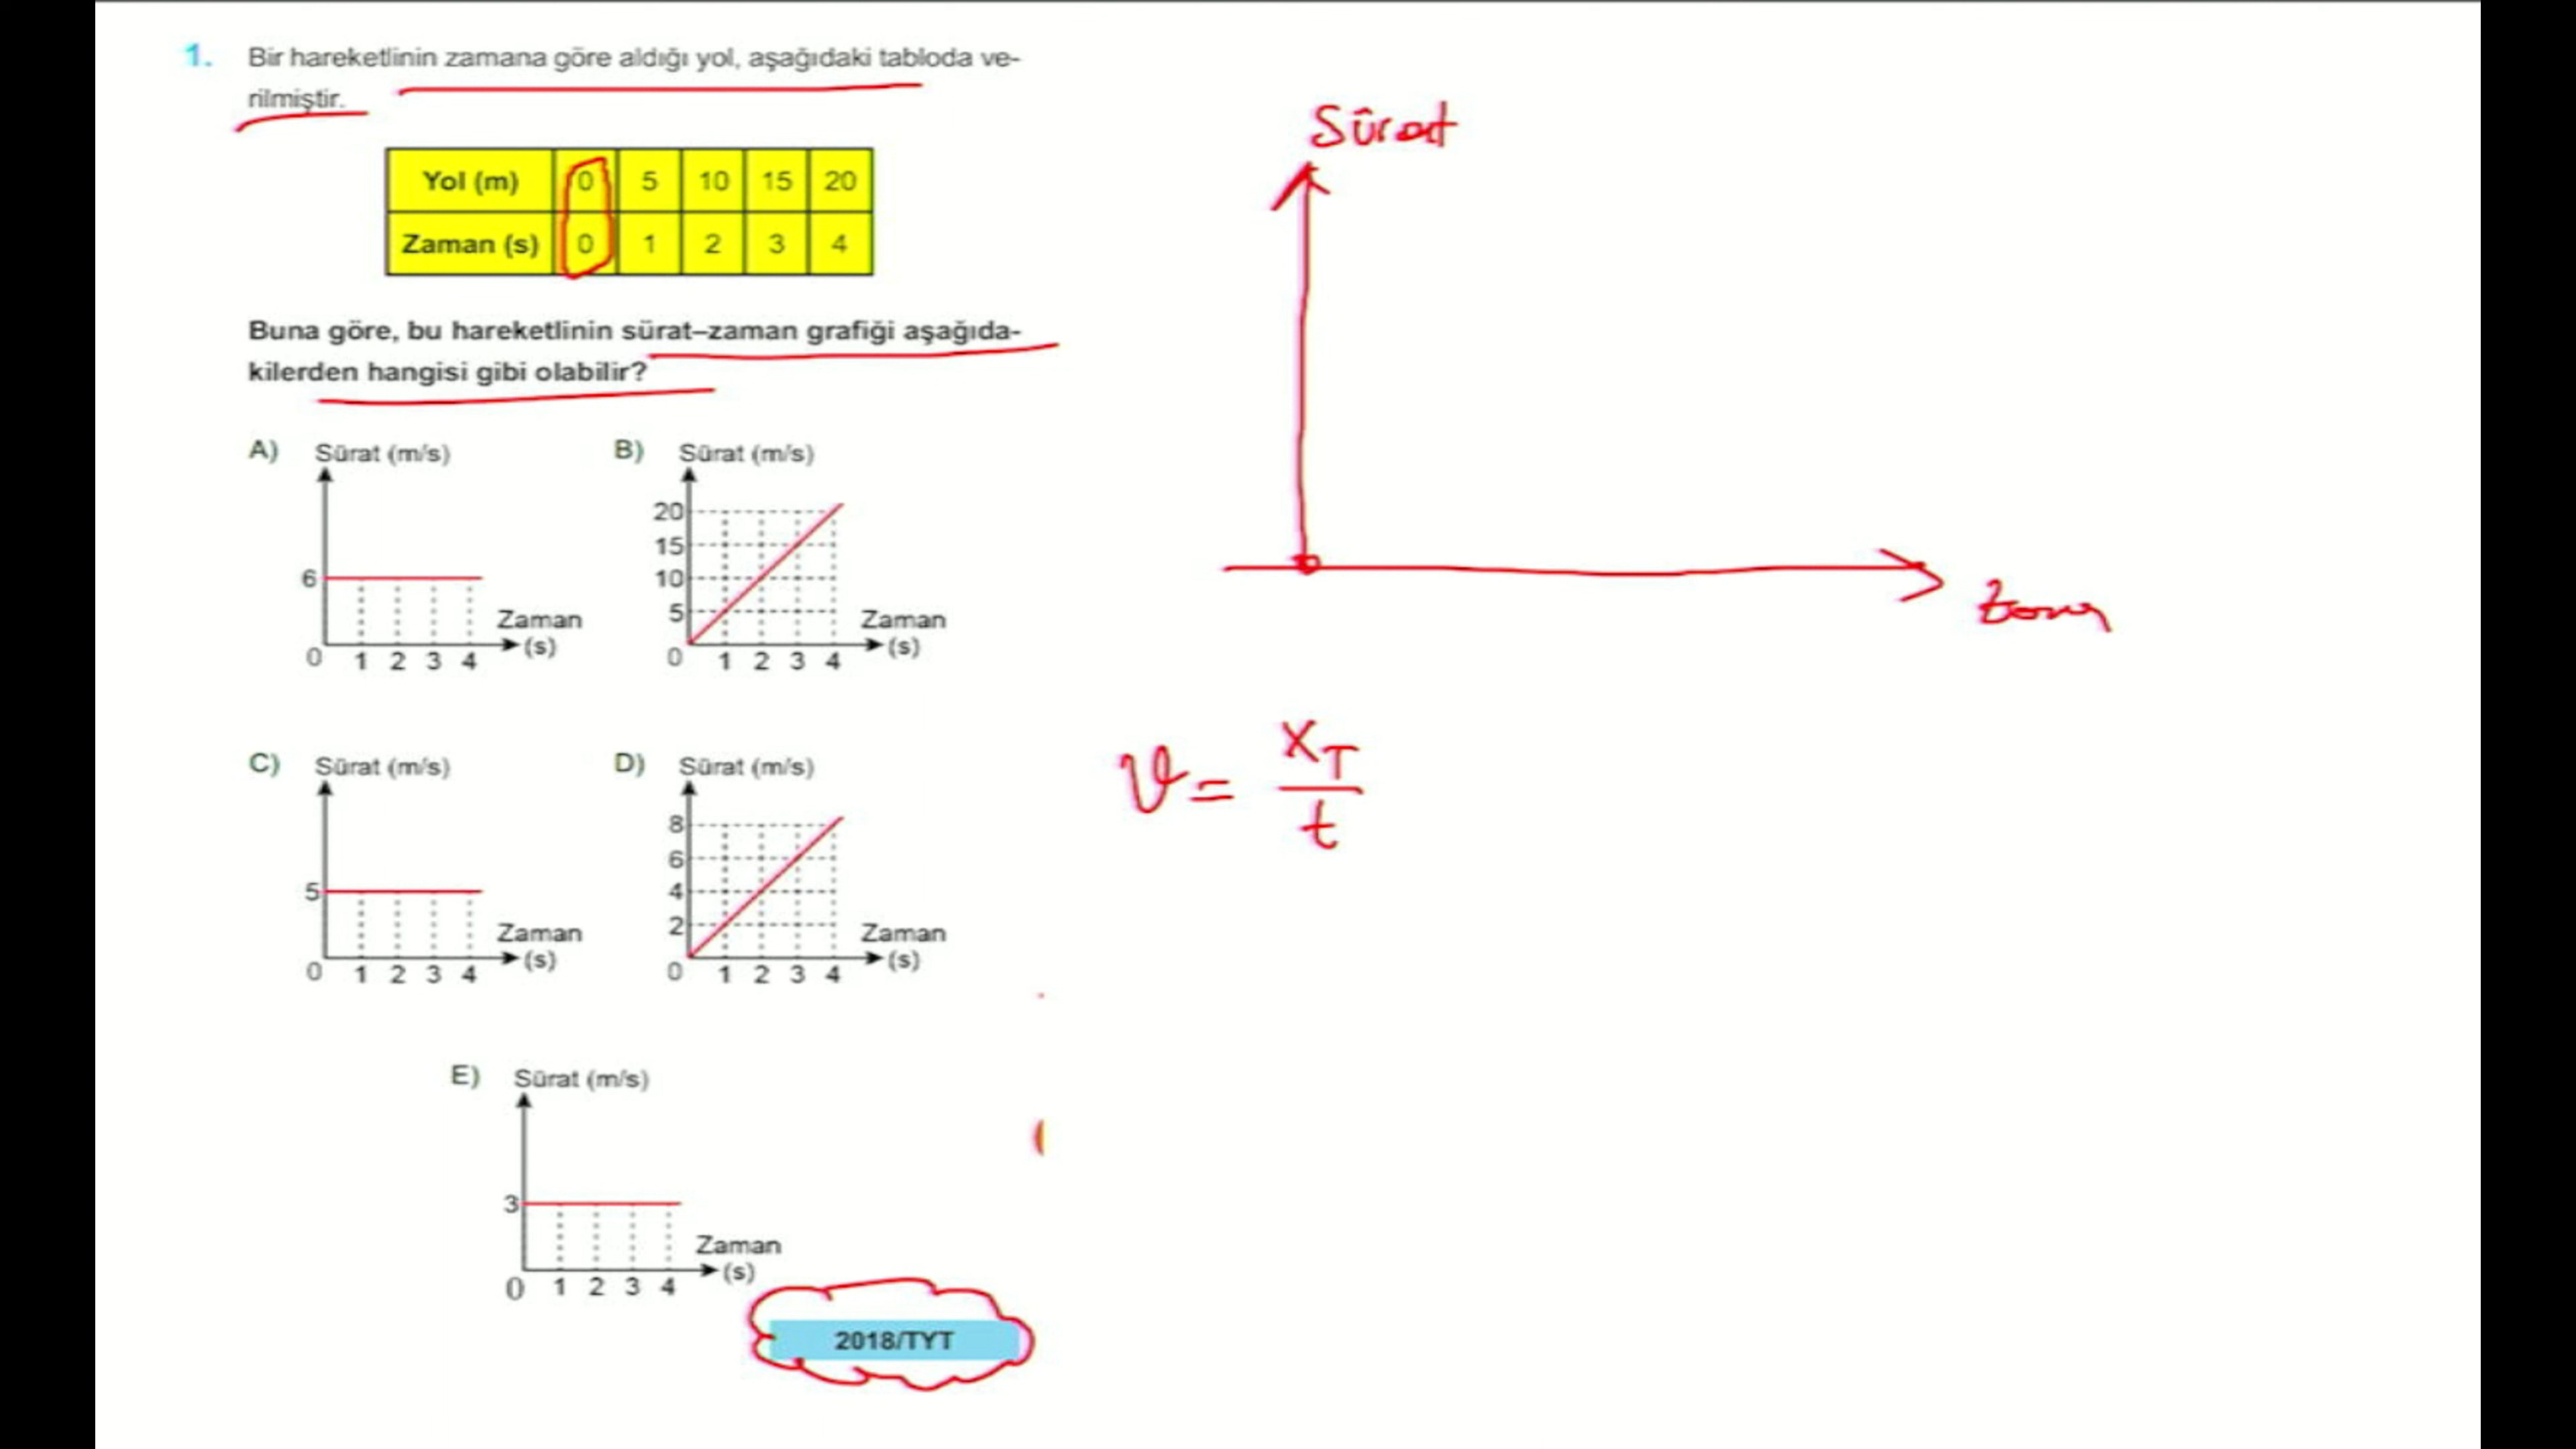 1. Bir hareketlinin zamana göre aldığı yol, aşağıdaki tabloda ve-
rilmiştir.
Yol (m) 0 5 10 15 20
Zaman (s) 0 1 2 3 4
Buna göre, bu hareketlinin sürat–zaman grafiği aşağıda-
kilerden hangisi gibi olabilir?
A) Sürat (m/s)
6
Zaman
(s)
0 1 2 3 4
B) Sürat (m/s)
20
15
10
5
Zaman
(s)
0 1 2 3 4
C) Sürat (m/s)
5
Zaman
(s)
0 1 2 3 4
D) Sürat (m/s)
8
6
4
2
Zaman
(s)
0 1 2 3 4
E) Sürat (m/s)
3
Zaman
(s)
0 1 2 3 4
2018/TYT
Sürat
v = x_T / t